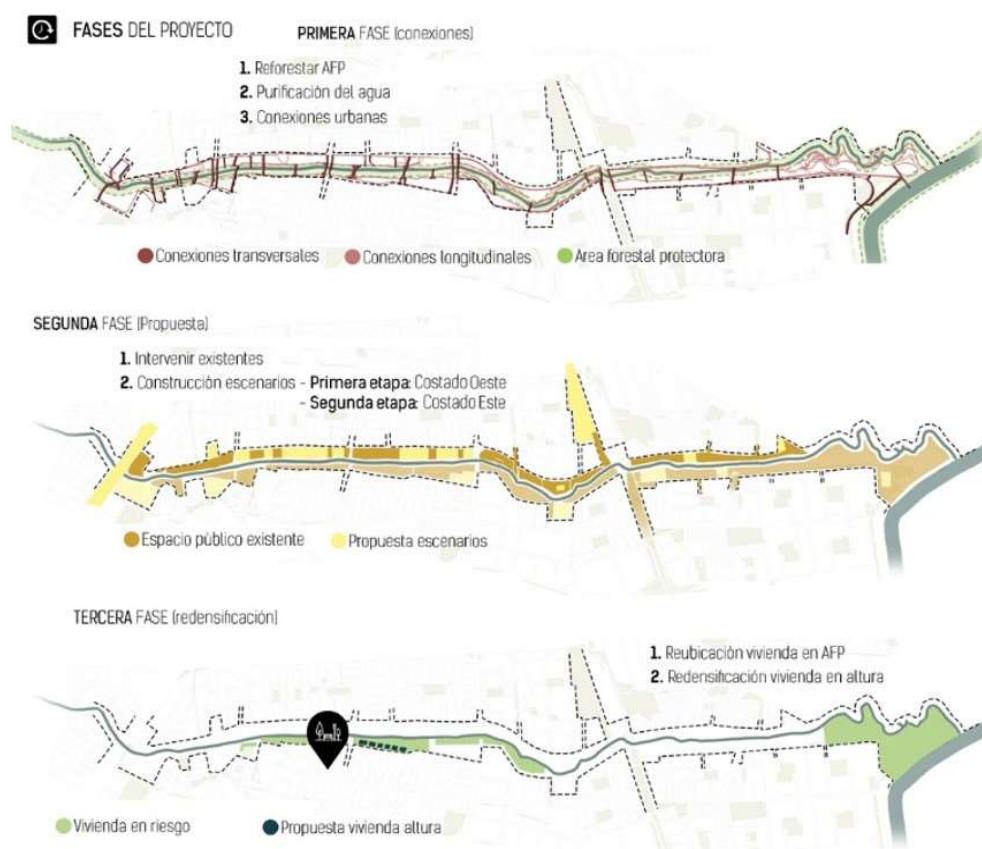 FASES DEL PROYECTO
PRIMERA FASE (conexiones)
1. Reforestar AFP
2. Purificación del agua
3. Conexiones urbanas
Conexiones transversales
Conexiones longitudinales
Area forestal protectora
SEGUNDA FASE (Propuesta)
1. Intervenir existentes
2. Construcción escenarios - Primera etapa: Costado Oeste
- Segunda etapa: Costado Este
Espacio público existente
Propuesta escenarios
TERCERA FASE (redensificación)
1. Reubicación vivienda en AFP
2. Redensificación vivienda en altura
Vivienda en riesgo
Propuesta vivienda altura